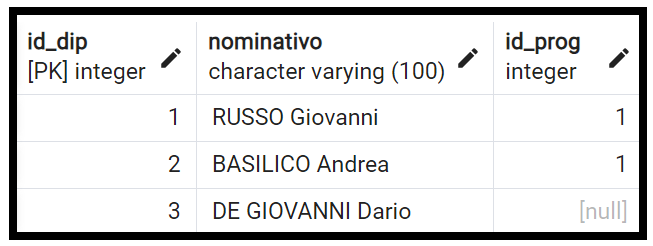 id_dip nominativo id_prog
[PK] integer character varying (100) integer
1 RUSSO Giovanni 1
2 BASILICO Andrea 1
3 DE GIOVANNI Dario [null]